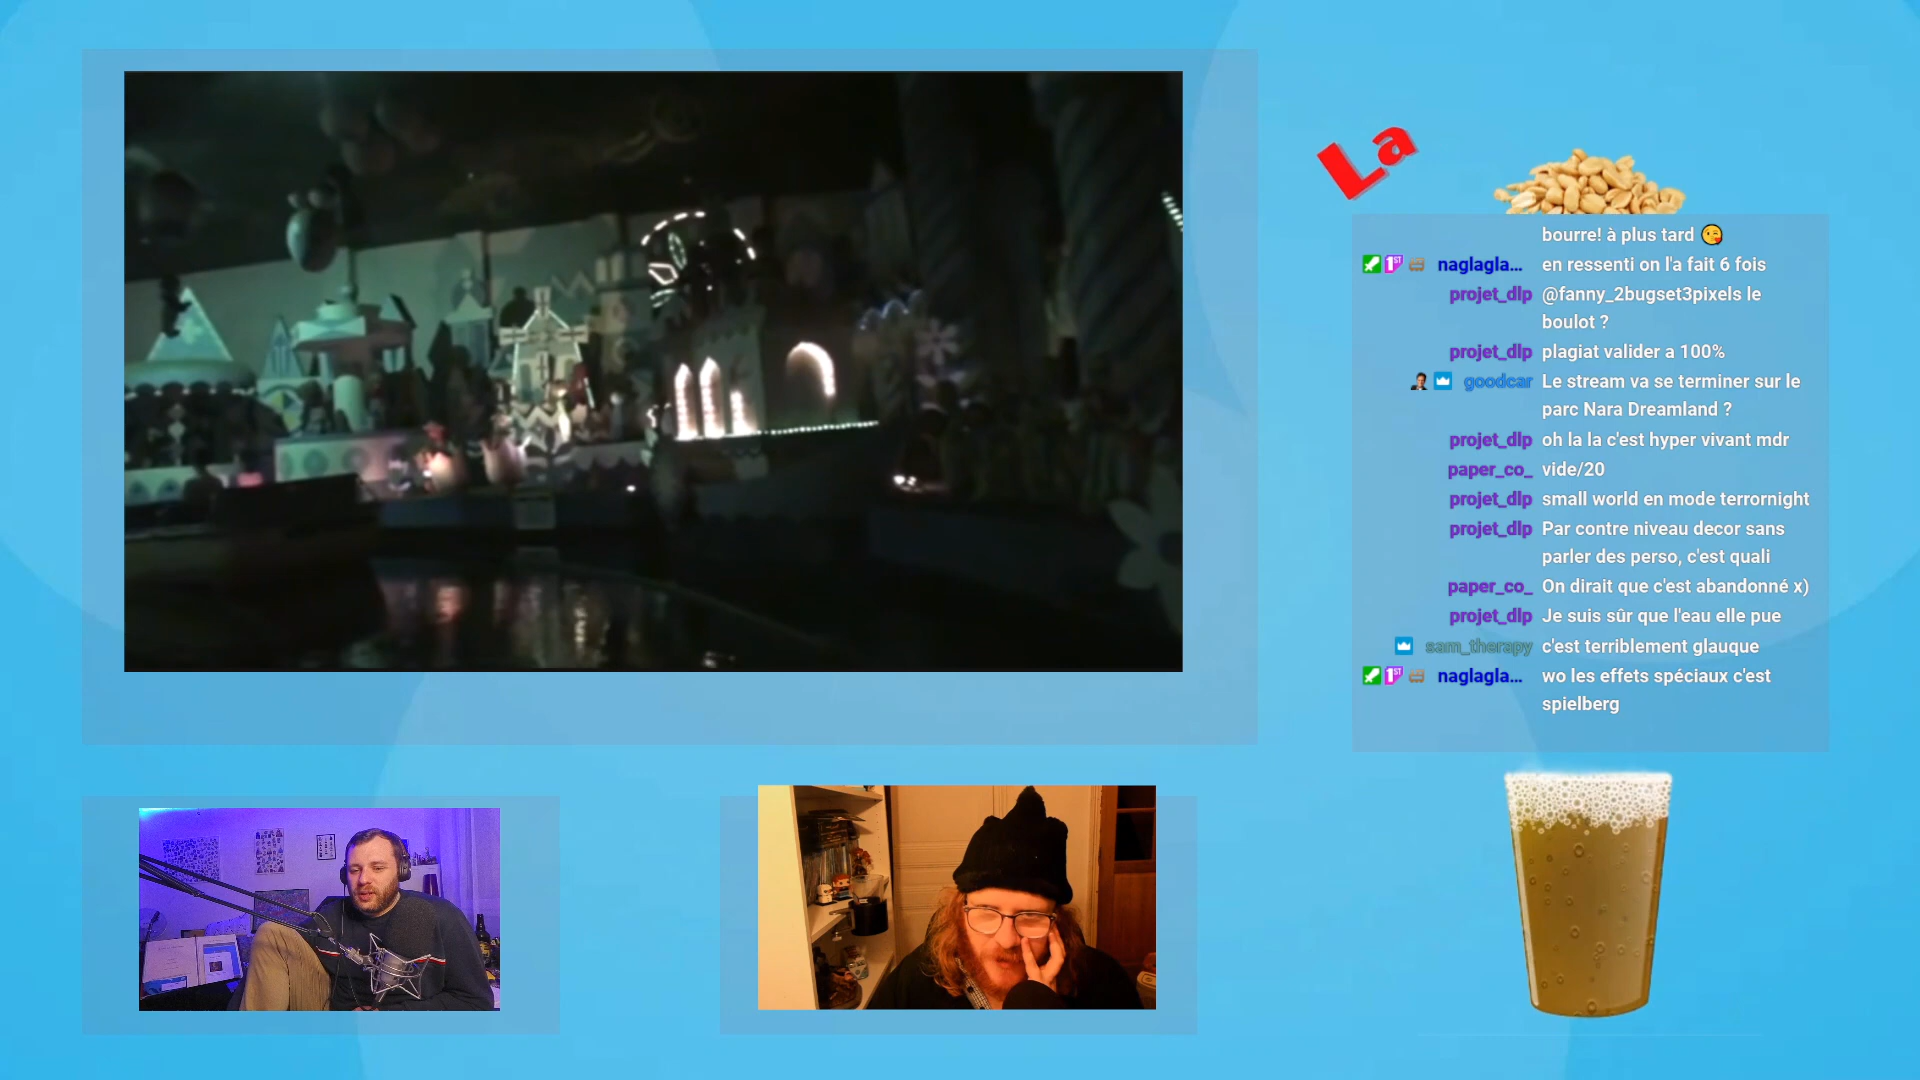 La
bourre! à plus tard 😘
naglagla... en ressenti on l'a fait 6 fois
projet_dlp @fanny_2bugset3pixels le
boulot ?
projet_dlp plagiat valider a 100%
goodcar Le stream va se terminer sur le
parc Nara Dreamland ?
projet_dlp oh la la c'est hyper vivant mdr
paper_co_ vide/20
projet_dlp small world en mode terrornight
projet_dlp Par contre niveau decor sans
parler des perso, c'est quali
paper_co_ On dirait que c'est abandonné x)
projet_dlp Je suis sûr que l'eau elle pue
sam_therapy c'est terriblement glauque
naglagla... wo les effets spéciaux c'est
spielberg